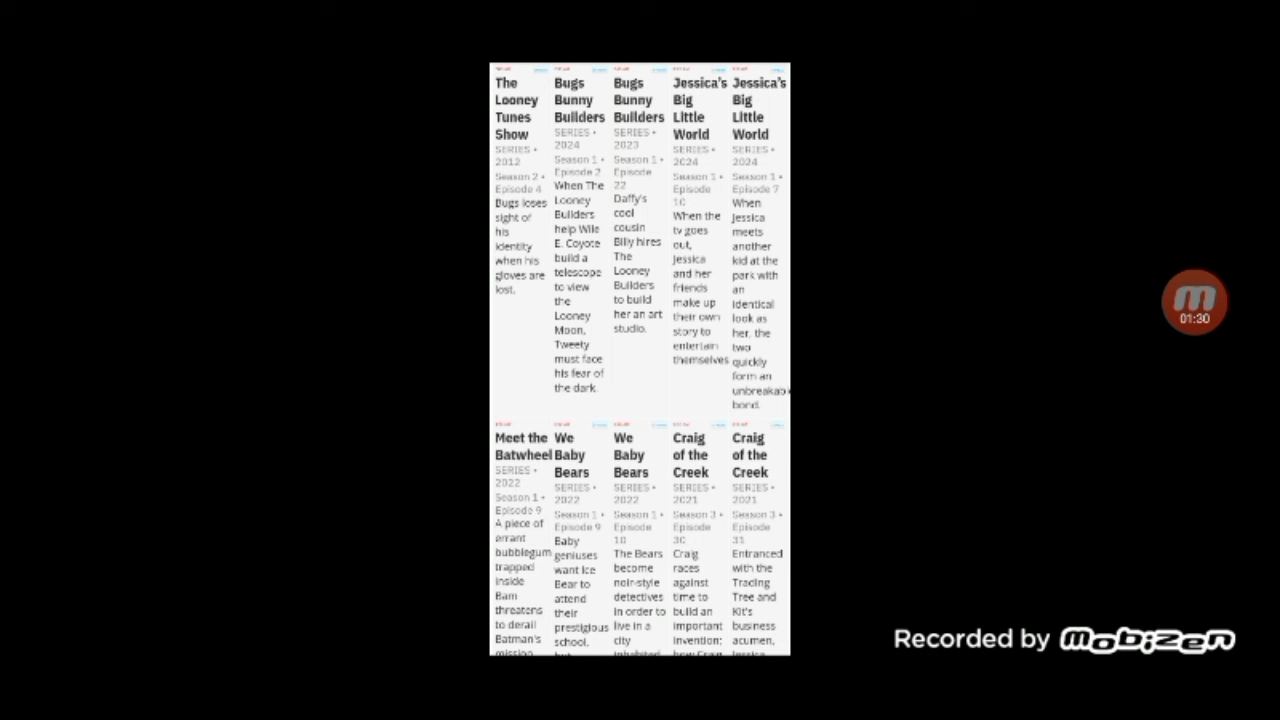 The
Looney
Tunes
Show
SERIES •
2012
Season 2 •
Episode 4
Bugs loses
sight of
his
identity
when his
gloves are
lost.
Bugs
Bunny
Builders
SERIES •
2024
Season 1 •
Episode 2
When The
Looney
Builders
help Wile
E. Coyote
build a
telescope
to view
the
Looney
Moon,
Tweety
must face
his fear of
the dark.
Bugs
Bunny
Builders
SERIES •
2023
Season 1 •
Episode
22
Daffy's
cool
cousin
Billy hires
The
Looney
Builders
to build
her an art
studio.
Jessica's
Big
Little
World
SERIES •
2024
Season 1 •
Episode
10
When the
tv goes
out,
Jessica
and her
friends
make up
their own
story to
entertain
themselves
Jessica's
Big
Little
World
SERIES •
2024
Season 1 •
Episode 7
When
Jessica
meets
another
kid at the
park with
an
identical
look as
her, the
two
quickly
form an
unbreakab
bond.
Meet the
Batwheel
SERIES •
2022
Season 1 •
Episode 9
A piece of
errant
bubblegum
trapped
inside
Bam
threatens
to derail
Batman's
mission
We
Baby
Bears
SERIES •
2022
Season 1 •
Episode 9
Baby
geniuses
want Ice
Bear to
attend
their
prestigious
school,
but
We
Baby
Bears
SERIES •
2022
Season 1 •
Episode
10
The Bears
become
noir-style
detectives
in order to
live in a
city
inhabited
Craig
of the
Creek
SERIES •
2021
Season 3 •
Episode
30
Craig
races
against
time to
build an
important
invention;
how Craig
Craig
of the
Creek
SERIES •
2021
Season 3 •
Episode
31
Entranced
with the
Trading
Tree and
Kit's
business
acumen,
Jessica
01:30
Recorded by mobizen